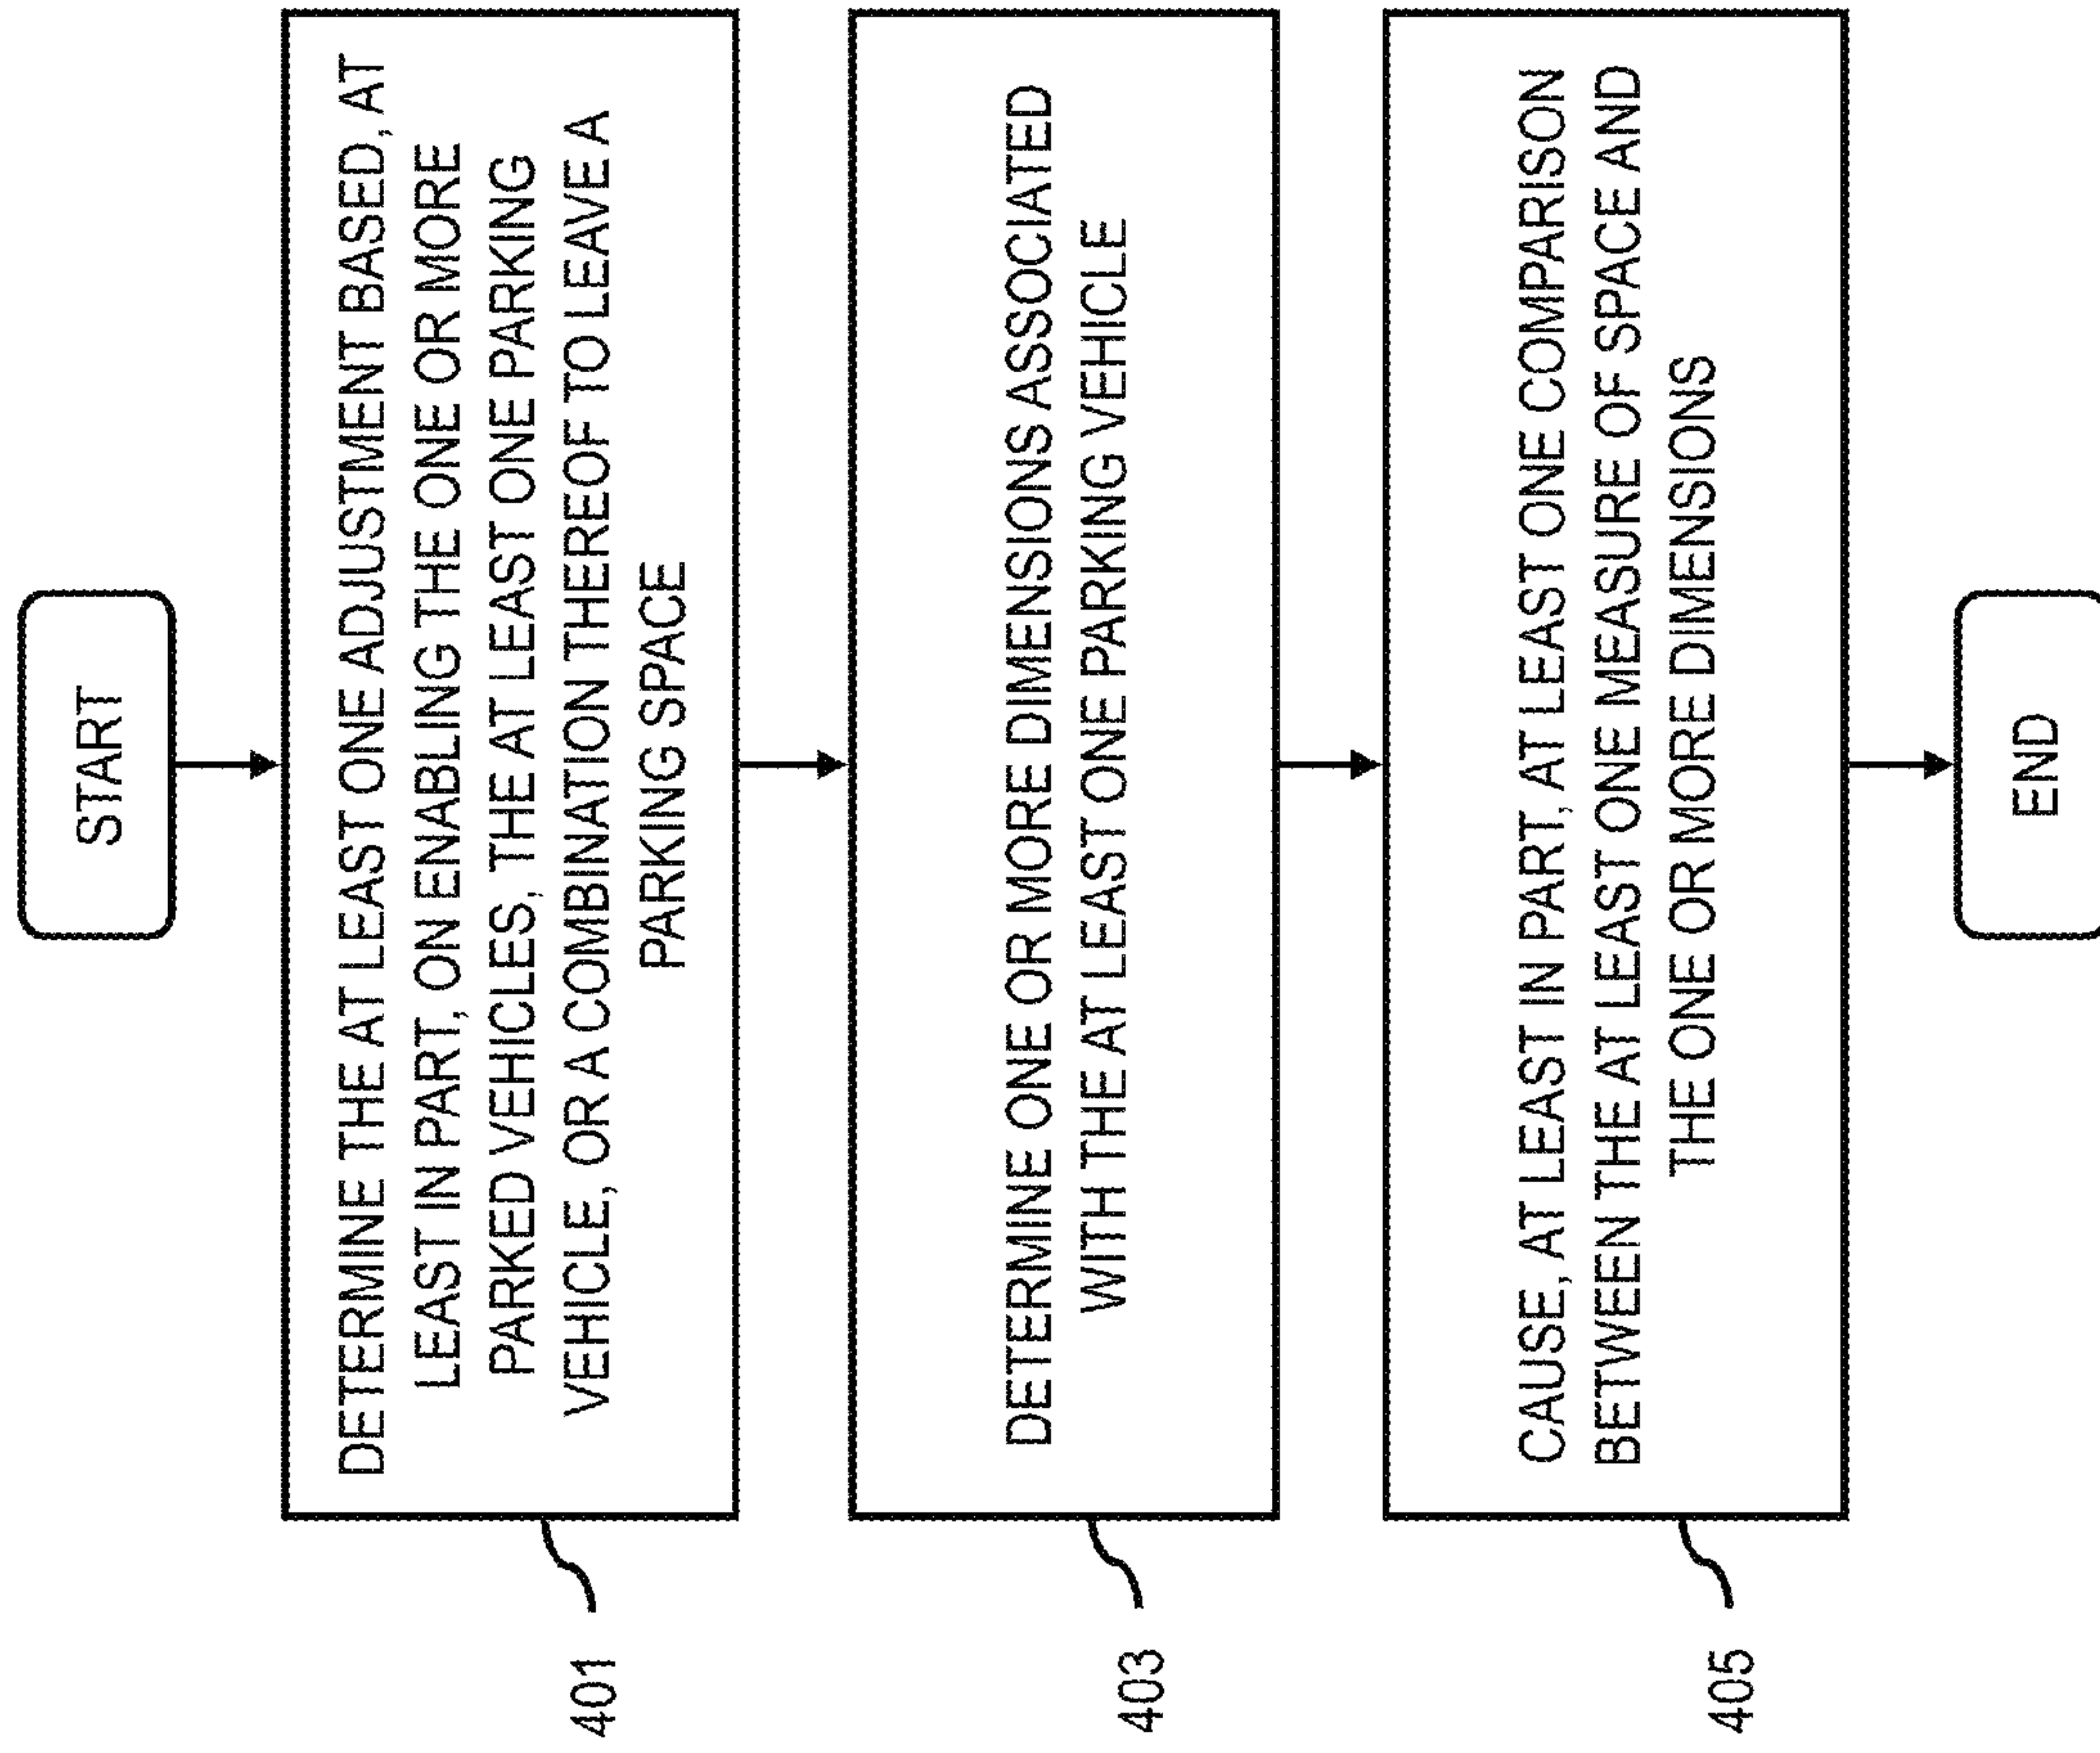 START
DETERMINE THE AT LEAST ONE ADJUSTMENT BASED, AT
LEAST IN PART, ON ENABLING THE ONE OR MORE
PARKED VEHICLES, THE AT LEAST ONE PARKING
VEHICLE, OR A COMBINATION THEREOF TO LEAVE A
PARKING SPACE
401
DETERMINE ONE OR MORE DIMENSIONS ASSOCIATED
WITH THE AT LEAST ONE PARKING VEHICLE
403
CAUSE, AT LEAST IN PART, AT LEAST ONE COMPARISON
BETWEEN THE AT LEAST ONE MEASURE OF SPACE AND
THE ONE OR MORE DIMENSIONS
405
END